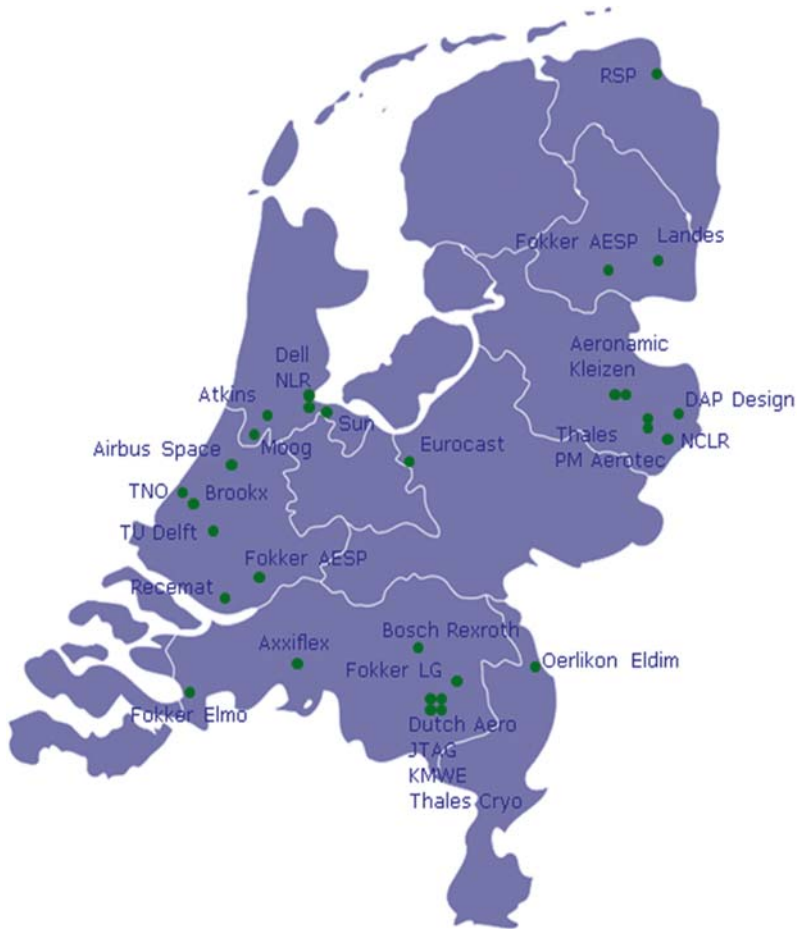 RSP
Landes
Fokker AESP
Aeronamic
Kleizen
Dell
NLR
Atkins
DAP Design
Sun
Thales
NCLR
Eurocast
Moog
Airbus Space
PM Aerotec
TNO
Brookx
TU Delft
Fokker AESP
Recemat
Bosch Rexroth
Axxiflex
Oerlikon Eldim
Fokker LG
Fokker Elmo
Dutch Aero
JTAG
KMWE
Thales Cryo